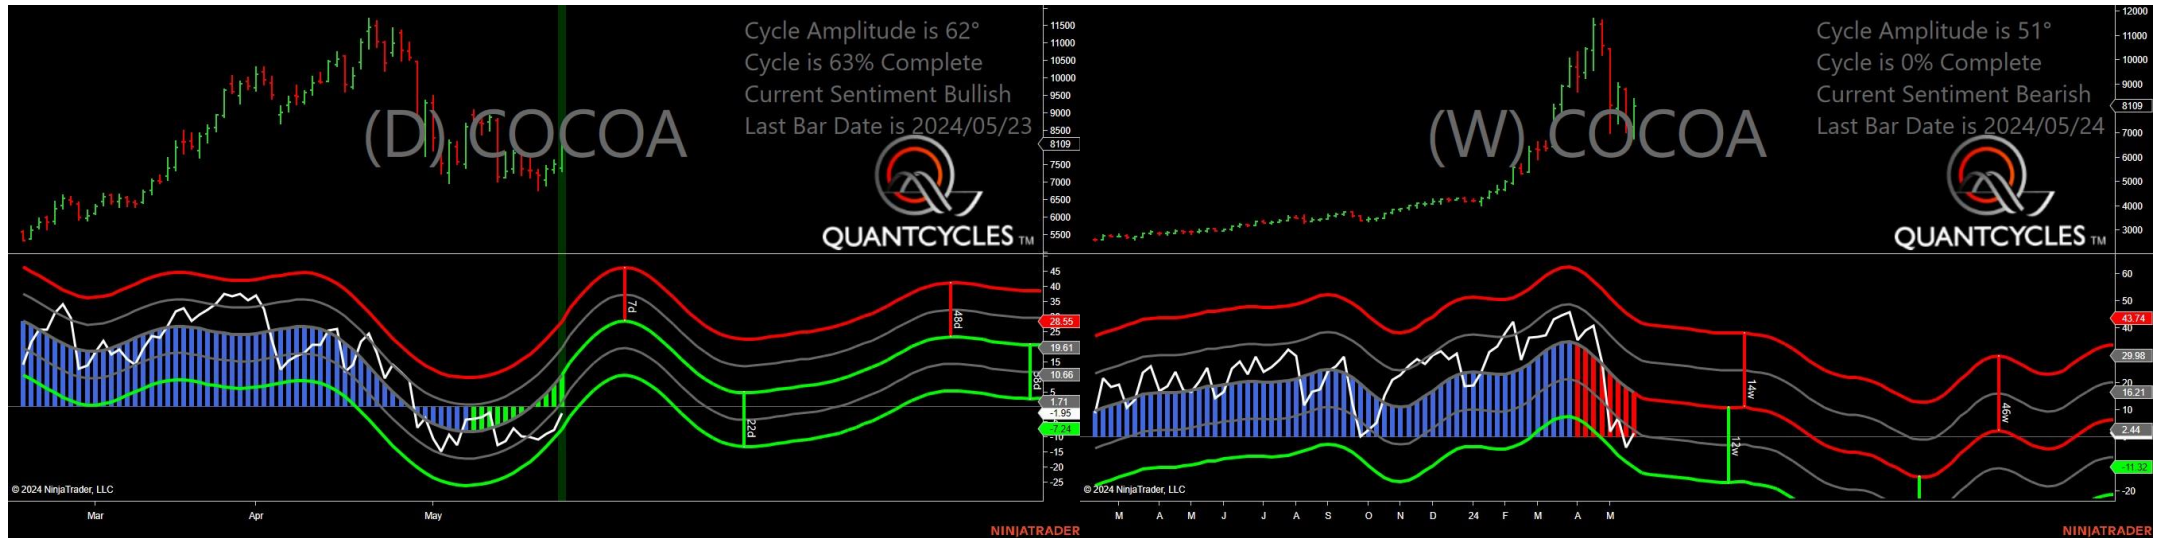 Cycle Amplitude is 62°
Cycle is 63% Complete
Current Sentiment Bullish
Last Bar Date is 2024/05/23
(D) COCOA
QUANTCYCLES TM
11500
11000
10500
10000
9500
9000
8500
8109
7500
7000
6500
6000
5500
7d
22d
48d
45
40
35
28.55
25
19.61
15
10.66
5
1.71
-1.95
-7.24
-10
-15
-20
-25
© 2024 NinjaTrader, LLC
Mar Apr May
NINJATRADER
Cycle Amplitude is 51°
Cycle is 0% Complete
Current Sentiment Bearish
Last Bar Date is 2024/05/24
(W) COCOA
QUANTCYCLES TM
12000
11000
10000
9000
8109
7000
6000
5000
4000
3000
14w
12w
46w
60
50
43.74
40
29.98
20
16.21
10
2.44
-11.32
-20
© 2024 NinjaTrader, LLC
M A M J J A S O N D 24 F M A M
NINJATRADER